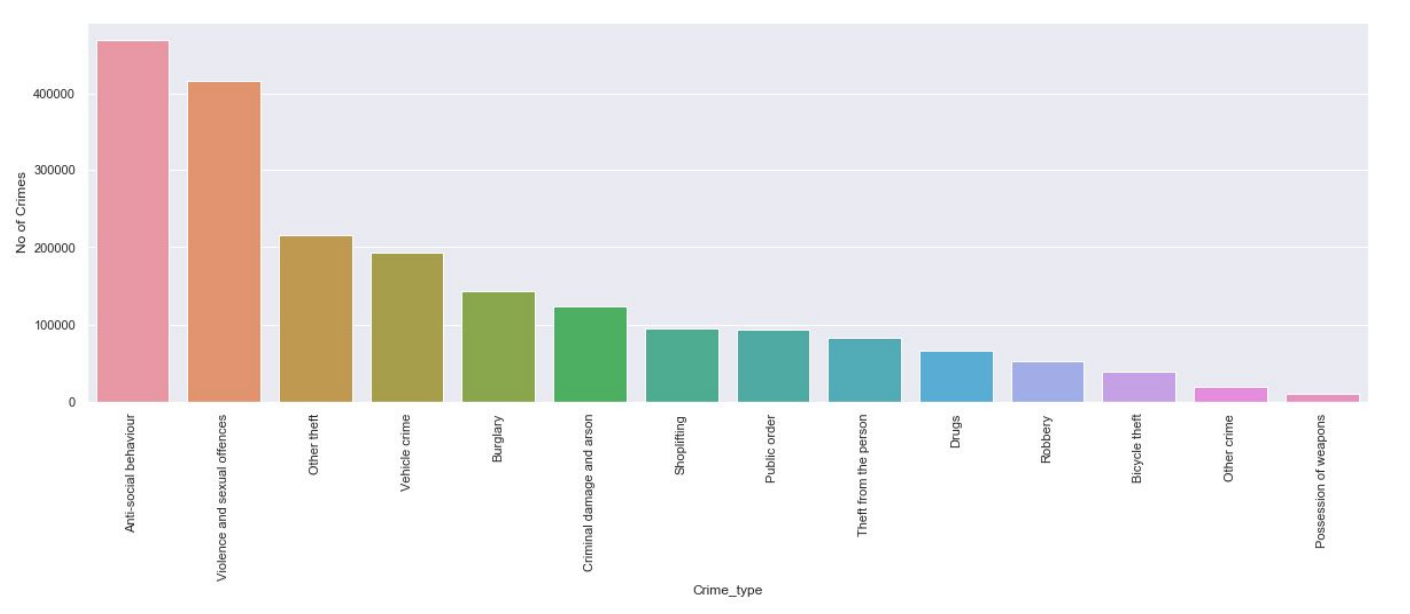 No of Crimes
400000
300000
200000
100000
0
Anti-social behaviour
Violence and sexual offences
Other theft
Vehicle crime
Burglary
Criminal damage and arson
Shoplifting
Public order
Theft from the person
Drugs
Robbery
Bicycle theft
Other crime
Possession of weapons
Crime_type